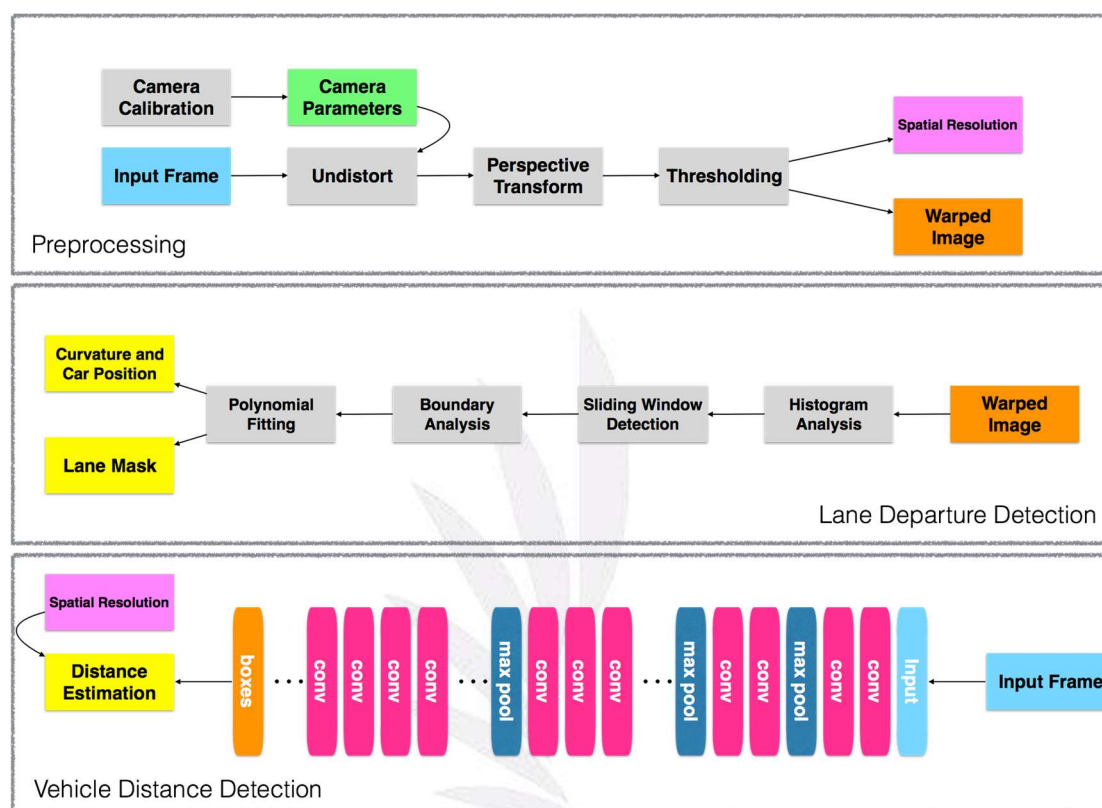 Camera
Calibration
Camera
Parameters
Spatial Resolution
Input Frame
Undistort
Perspective
Transform
Thresholding
Warped
Image
Preprocessing
Curvature and
Car Position
Polynomial
Fitting
Boundary
Analysis
Sliding Window
Detection
Histogram
Analysis
Warped
Image
Lane Mask
Lane Departure Detection
Spatial Resolution
Distance
Estimation
boxes
conv
conv
conv
conv
max pool
conv
conv
conv
max pool
conv
conv
max pool
conv
conv
Input
Input Frame
Vehicle Distance Detection